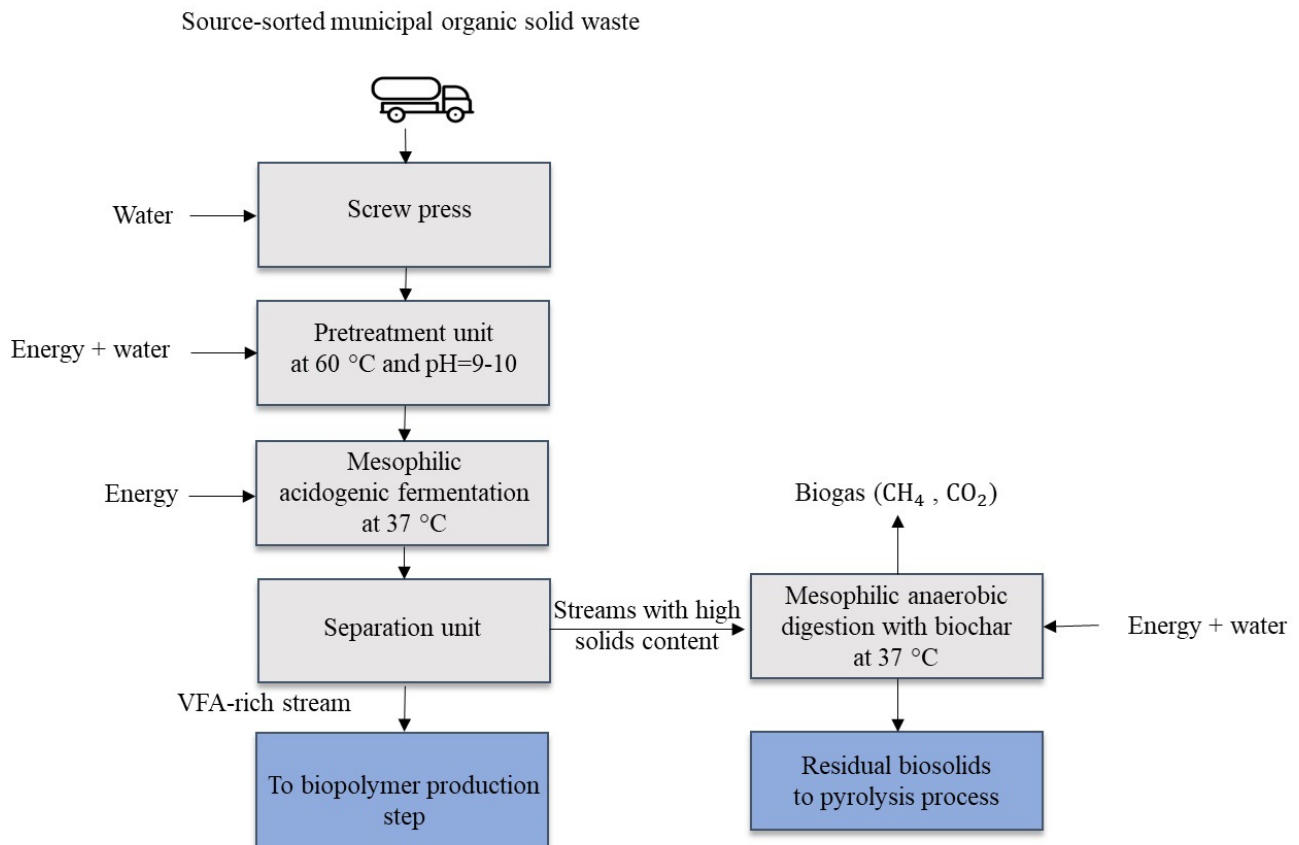 Source-sorted municipal organic solid waste
Water
Screw press
Energy + water
Pretreatment unit
at 60 °C and pH=9-10
Energy
Mesophilic
acidogenic fermentation
at 37 °C
Biogas (CH₄ , CO₂)
Separation unit
Streams with high
solids content
Mesophilic anaerobic
digestion with biochar
at 37 °C
Energy + water
VFA-rich stream
To biopolymer production
step
Residual biosolids
to pyrolysis process